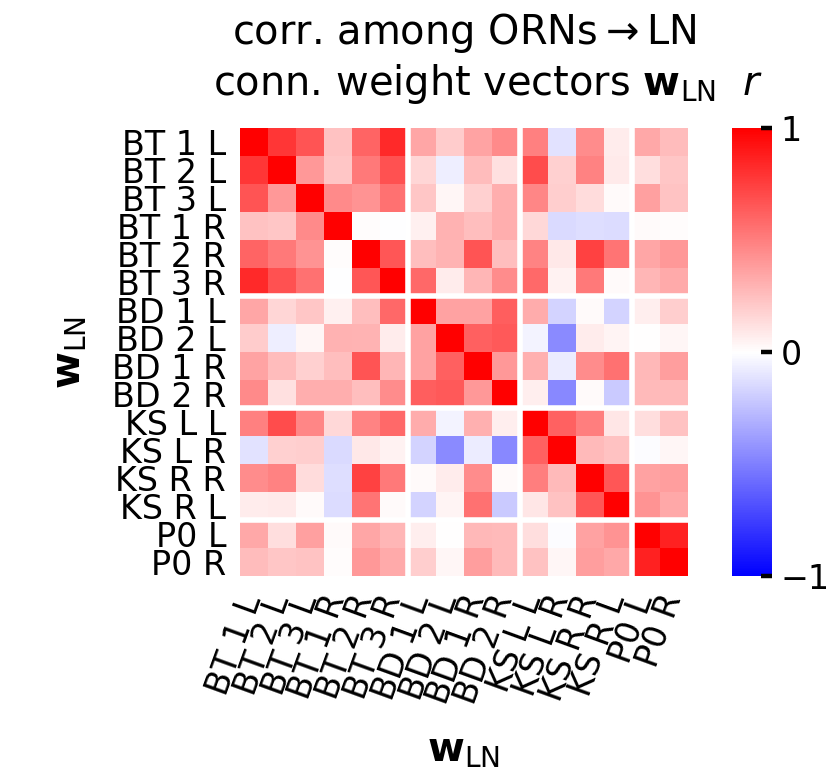 corr. among ORNs→LN
conn. weight vectors w_LN r
BT 1 L
BT 2 L
BT 3 L
BT 1 R
BT 2 R
BT 3 R
BD 1 L
BD 2 L
BD 1 R
BD 2 R
KS L L
KS L R
KS R R
KS R L
P0 L
P0 R
w_LN
1
0
−1
BT 1 L
BT 2 L
BT 3 L
BT 1 R
BT 2 R
BT 3 R
BD 1 L
BD 2 L
BD 1 R
BD 2 R
KS L L
KS L R
KS R R
KS R L
P0 L
P0 R
w_LN